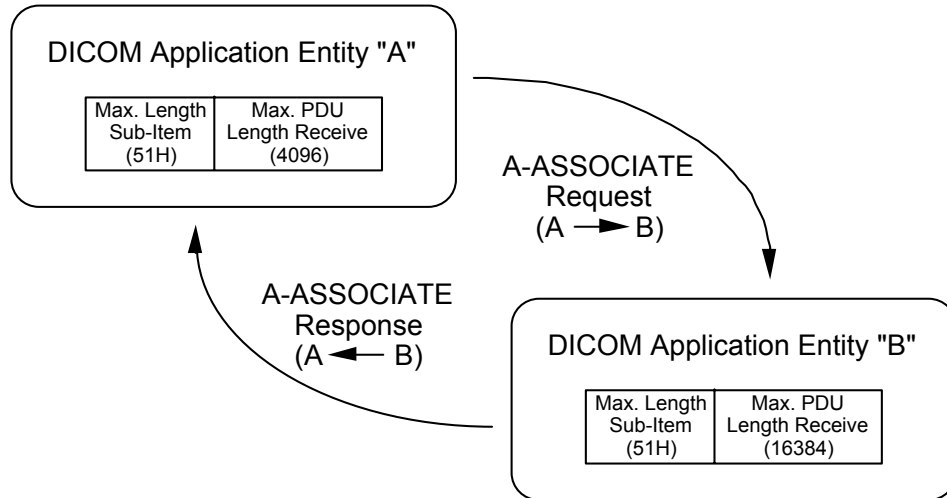 DICOM Application Entity "A"
Max. Length
Sub-Item
(51H)
Max. PDU
Length Receive
(4096)
A-ASSOCIATE
Request
(A B)
A-ASSOCIATE
Response
(A B)
DICOM Application Entity "B"
Max. Length
Sub-Item
(51H)
Max. PDU
Length Receive
(16384)